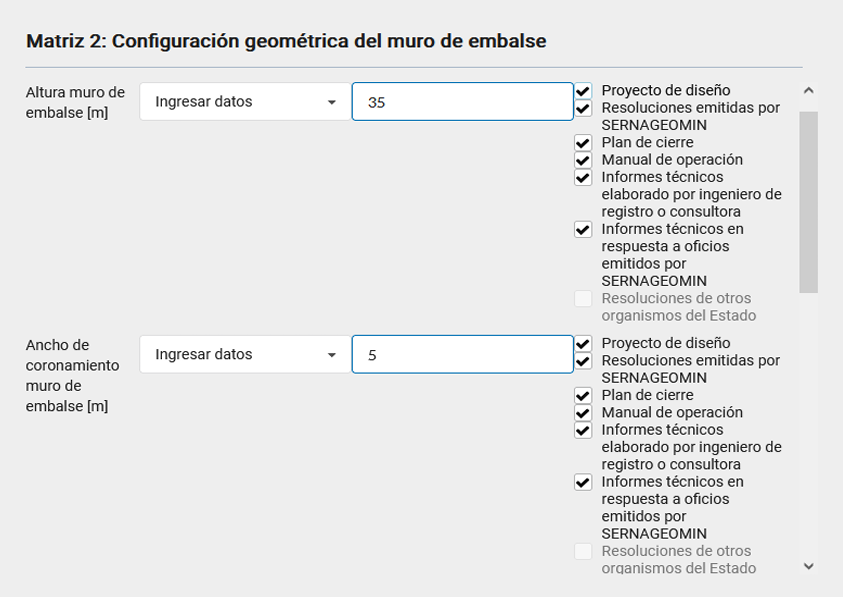 Matriz 2: Configuración geométrica del muro de embalse
Altura muro de
embalse [m]
Ingresar datos
35
Proyecto de diseño
Resoluciones emitidas por
SERNAGEOMIN
Plan de cierre
Manual de operación
Informes técnicos
elaborado por ingeniero de
registro o consultora
Informes técnicos en
respuesta a oficios
emitidos por
SERNAGEOMIN
Resoluciones de otros
organismos del Estado
Ancho de
coronamiento
muro de
embalse [m]
Ingresar datos
5
Proyecto de diseño
Resoluciones emitidas por
SERNAGEOMIN
Plan de cierre
Manual de operación
Informes técnicos
elaborado por ingeniero de
registro o consultora
Informes técnicos en
respuesta a oficios
emitidos por
SERNAGEOMIN
Resoluciones de otros
organismos del Estado